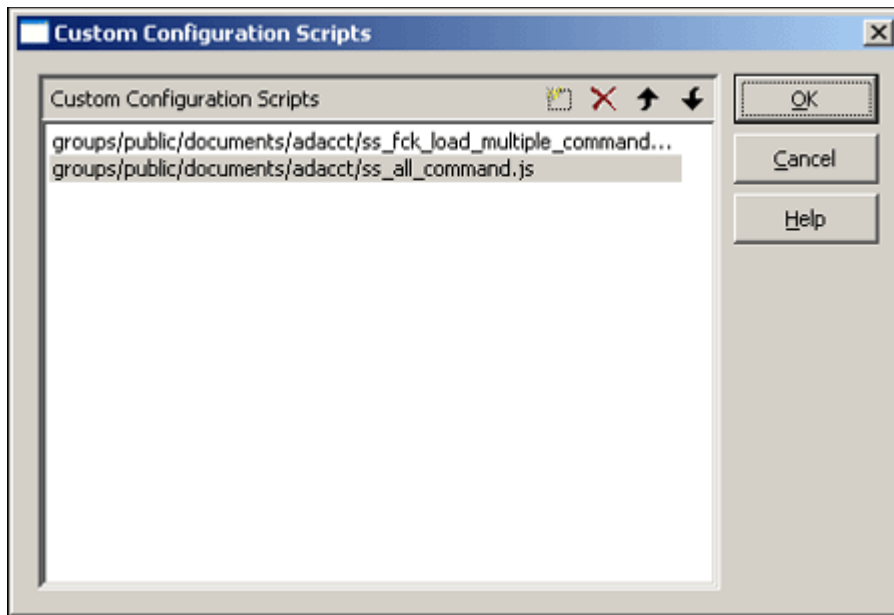 Custom Configuration Scripts
Custom Configuration Scripts
OK
groups/public/documents/adacct/ss_fck_load_multiple_command...
groups/public/documents/adacct/ss_all_command.js
Cancel
Help